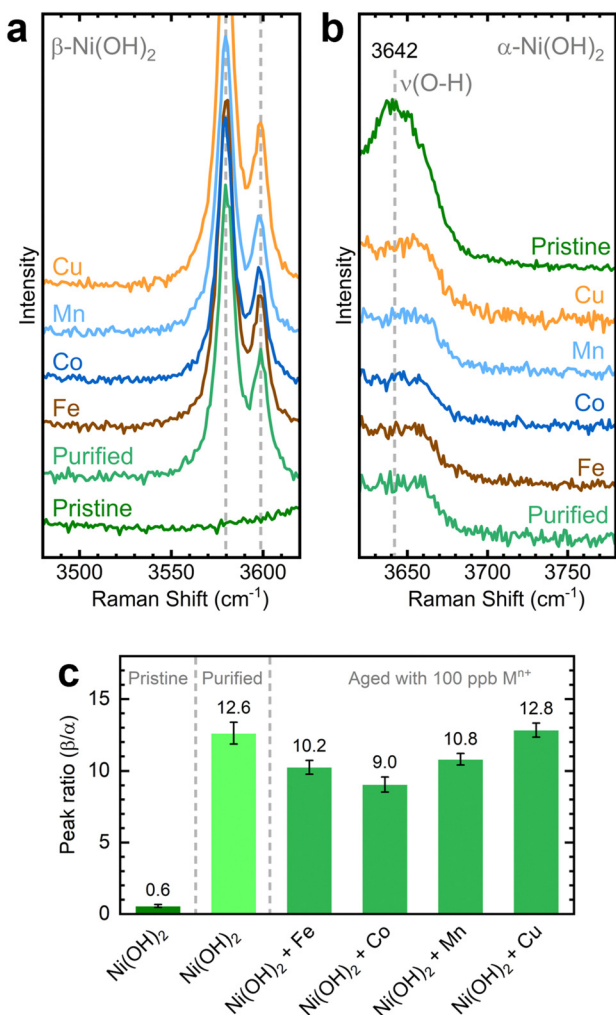 a
β-Ni(OH)₂
Cu
Mn
Co
Fe
Purified
Pristine
Intensity
3500
3550
3600
Raman Shift (cm⁻¹)
b
3642
α-Ni(OH)₂
ν(O-H)
Pristine
Cu
Mn
Co
Fe
Purified
Intensity
3650
3700
3750
Raman Shift (cm⁻¹)
c
Pristine
Purified
Aged with 100 ppb Mⁿ⁺
Peak ratio (β/α)
15
10
5
0
0.6
12.6
10.2
9.0
10.8
12.8
Ni(OH)₂
Ni(OH)₂
Ni(OH)₂ + Fe
Ni(OH)₂ + Co
Ni(OH)₂ + Mn
Ni(OH)₂ + Cu